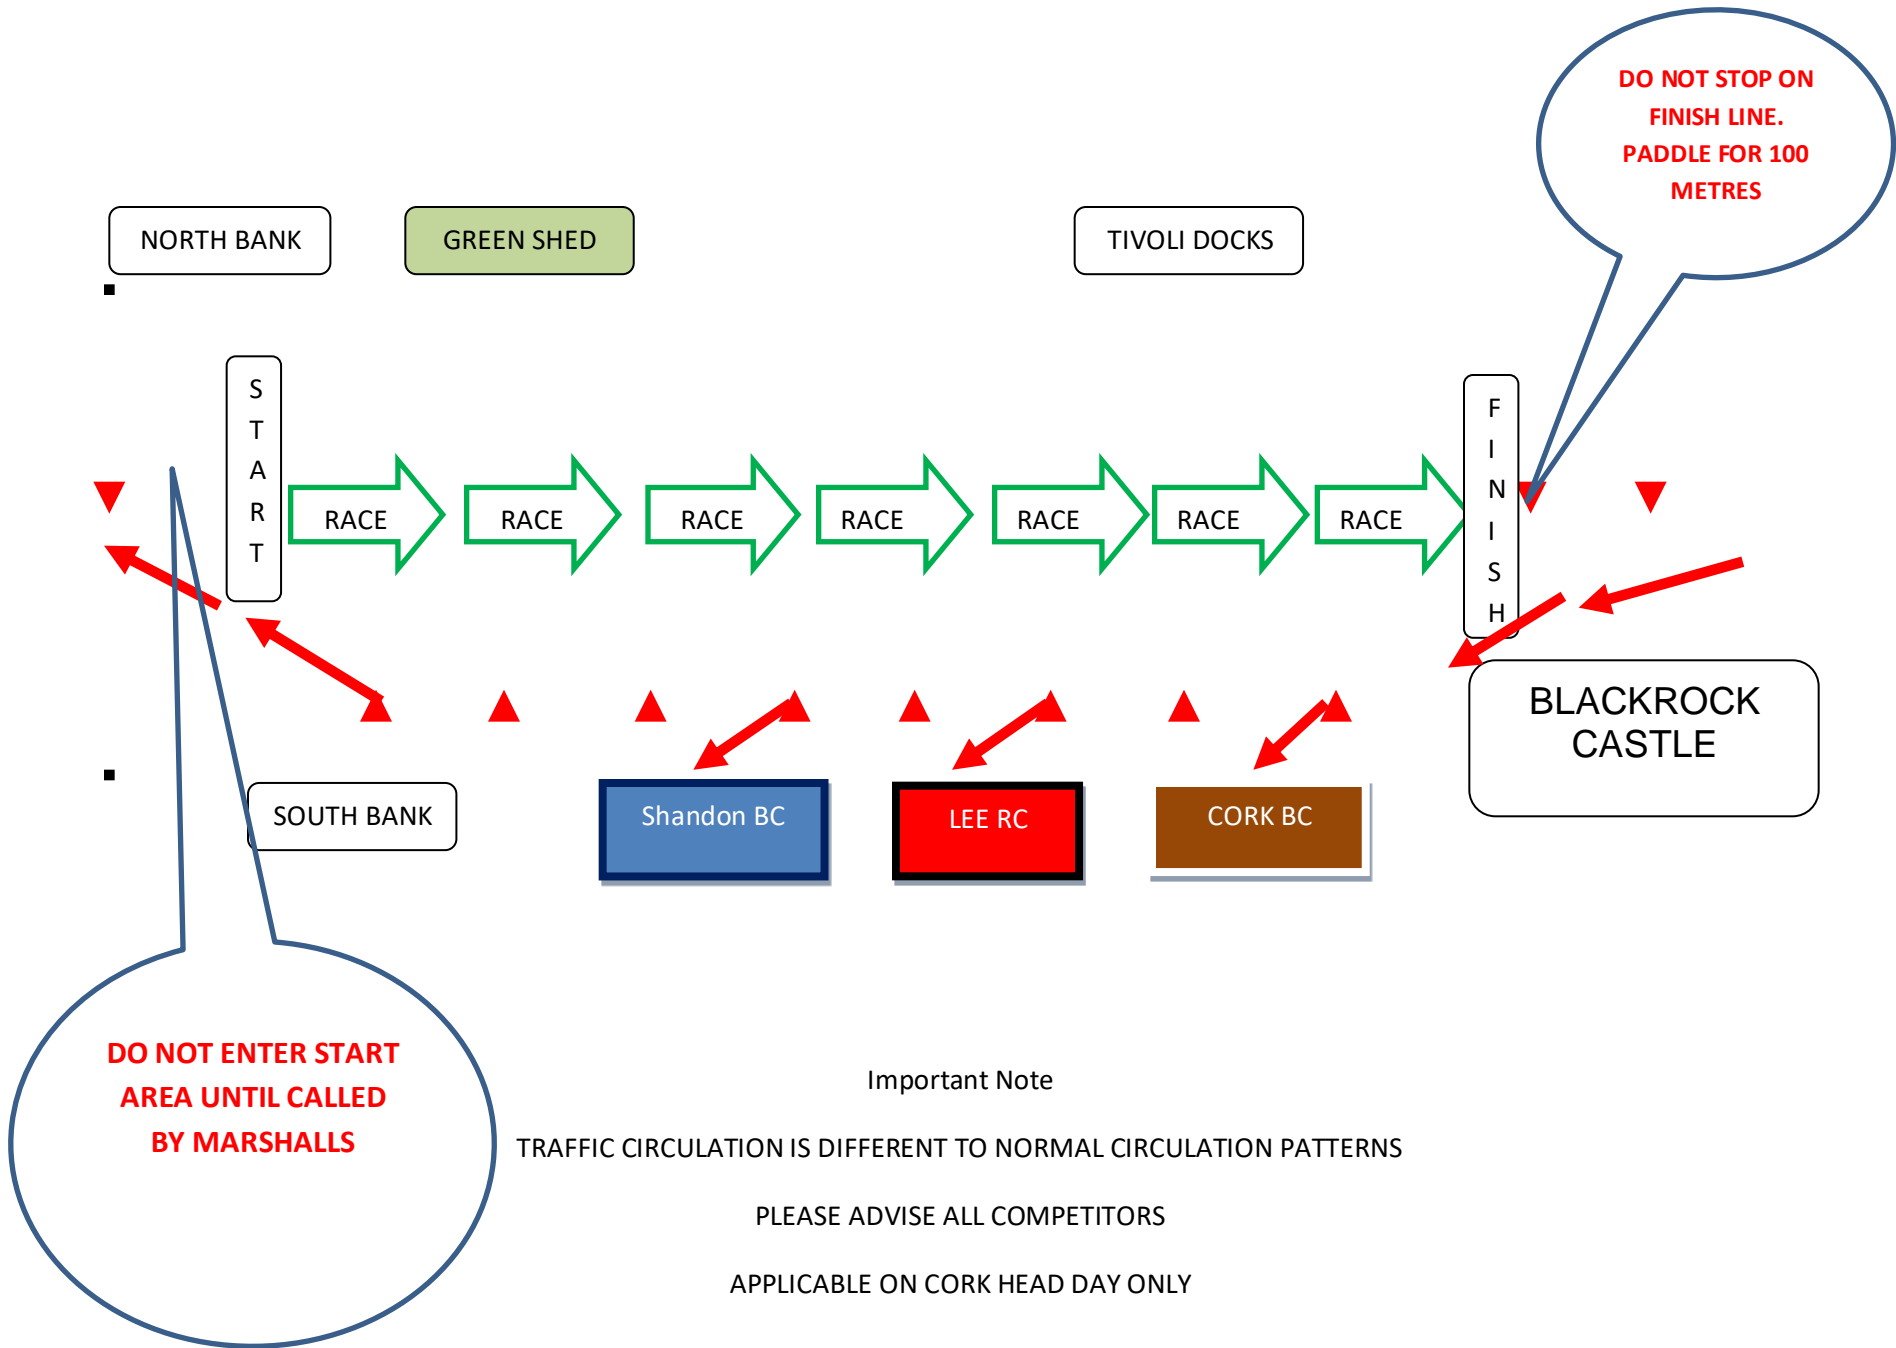 DO NOT STOP ON
FINISH LINE.
PADDLE FOR 100
METRES
NORTH BANK
GREEN SHED
TIVOLI DOCKS
S
T
A
R
T
RACE
RACE
RACE
RACE
RACE
RACE
RACE
F
I
N
I
S
H
BLACKROCK
CASTLE
SOUTH BANK
Shandon BC
LEE RC
CORK BC
DO NOT ENTER START
AREA UNTIL CALLED
BY MARSHALLS
Important Note
TRAFFIC CIRCULATION IS DIFFERENT TO NORMAL CIRCULATION PATTERNS
PLEASE ADVISE ALL COMPETITORS
APPLICABLE ON CORK HEAD DAY ONLY